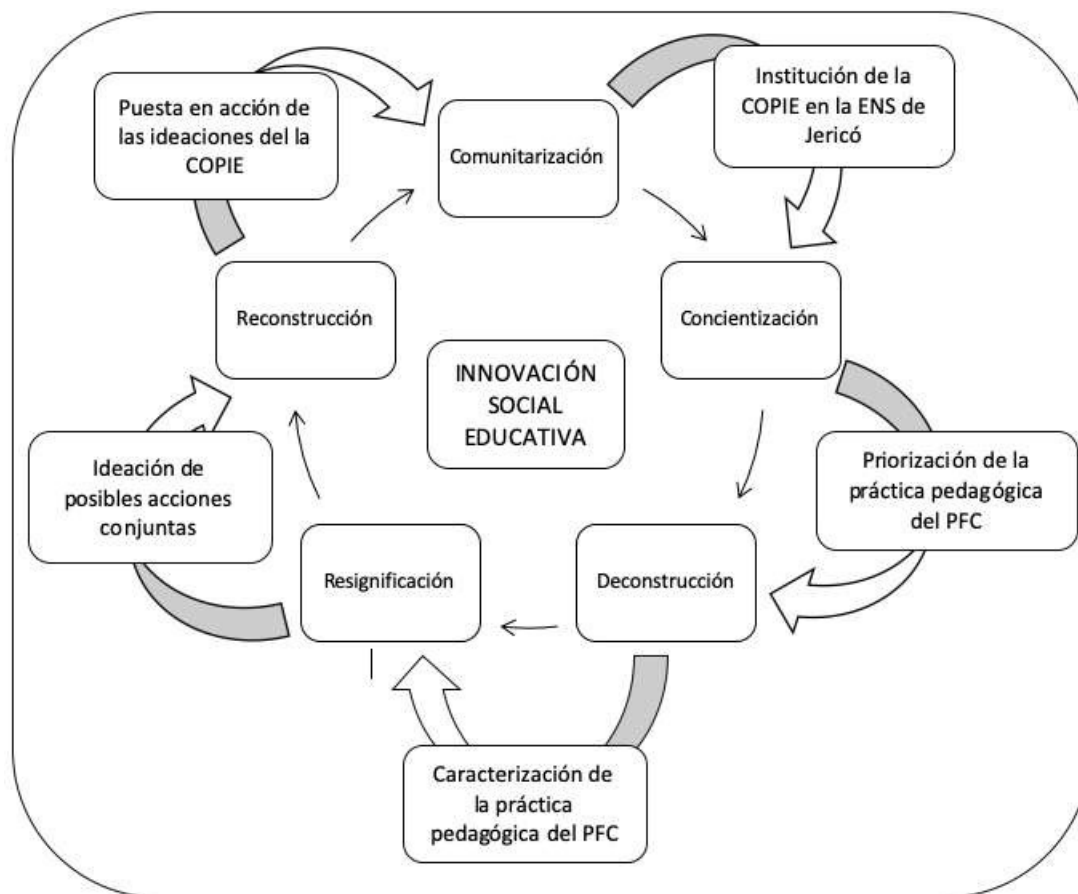 Puesta en acción de
las ideaciones del la
COPIE
Comunitarización
Institución de la
COPIE en la ENS de
Jericó
Reconstrucción
Concientización
INNOVACIÓN
SOCIAL
EDUCATIVA
Ideación de
posibles acciones
conjuntas
Priorización de la
práctica pedagógica
del PFC
Resignificación
Deconstrucción
Caracterización de
la práctica
pedagógica del PFC